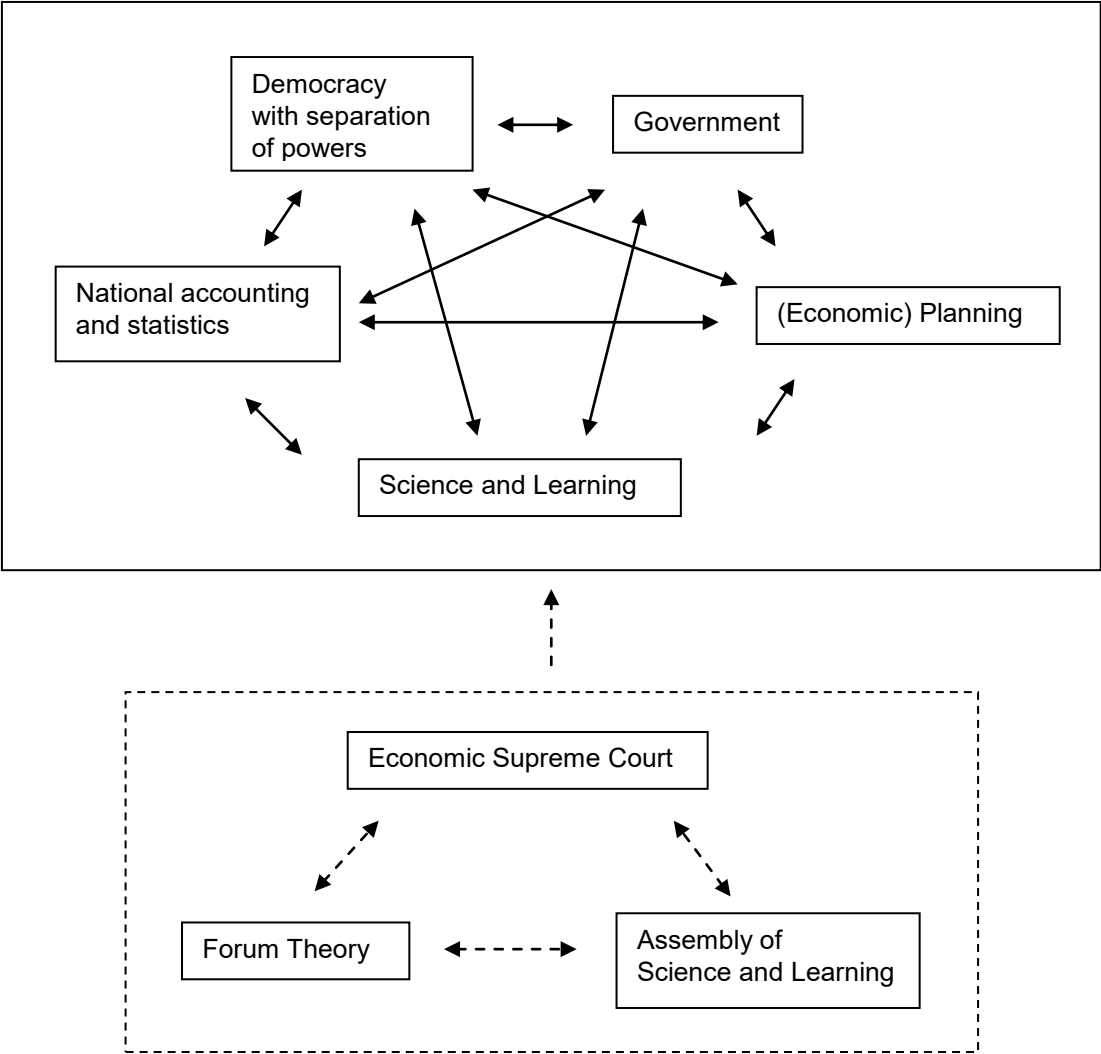 Democracy
with separation
of powers
Government
National accounting
and statistics
(Economic) Planning
Science and Learning
Economic Supreme Court
Forum Theory
Assembly of
Science and Learning